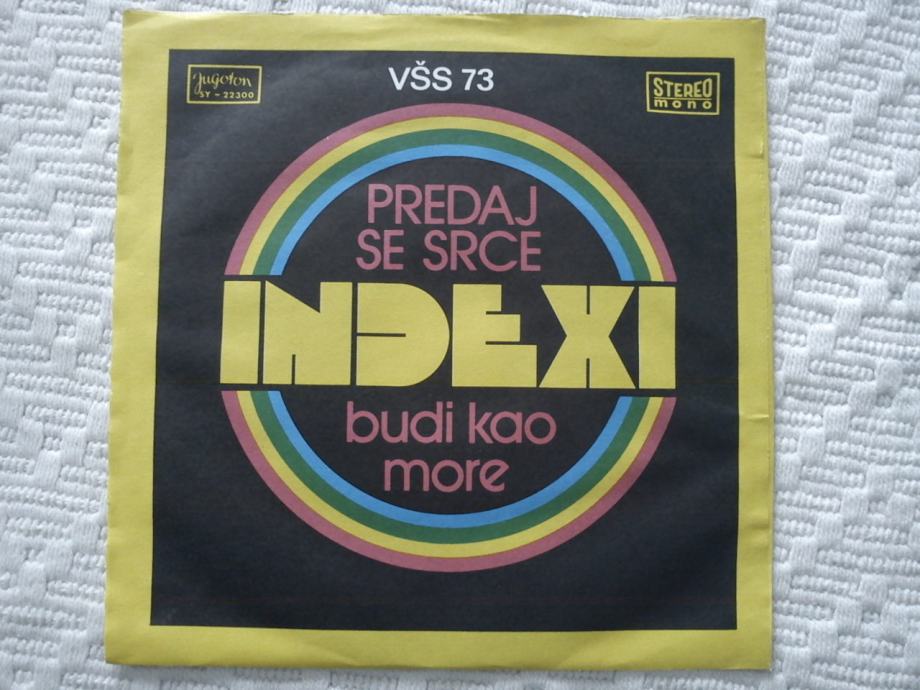 VŠS 73
Jugoton
SY-22300
STEREO
mono
PREDAJ
SE SRCE
INDEXI
budi kao
more